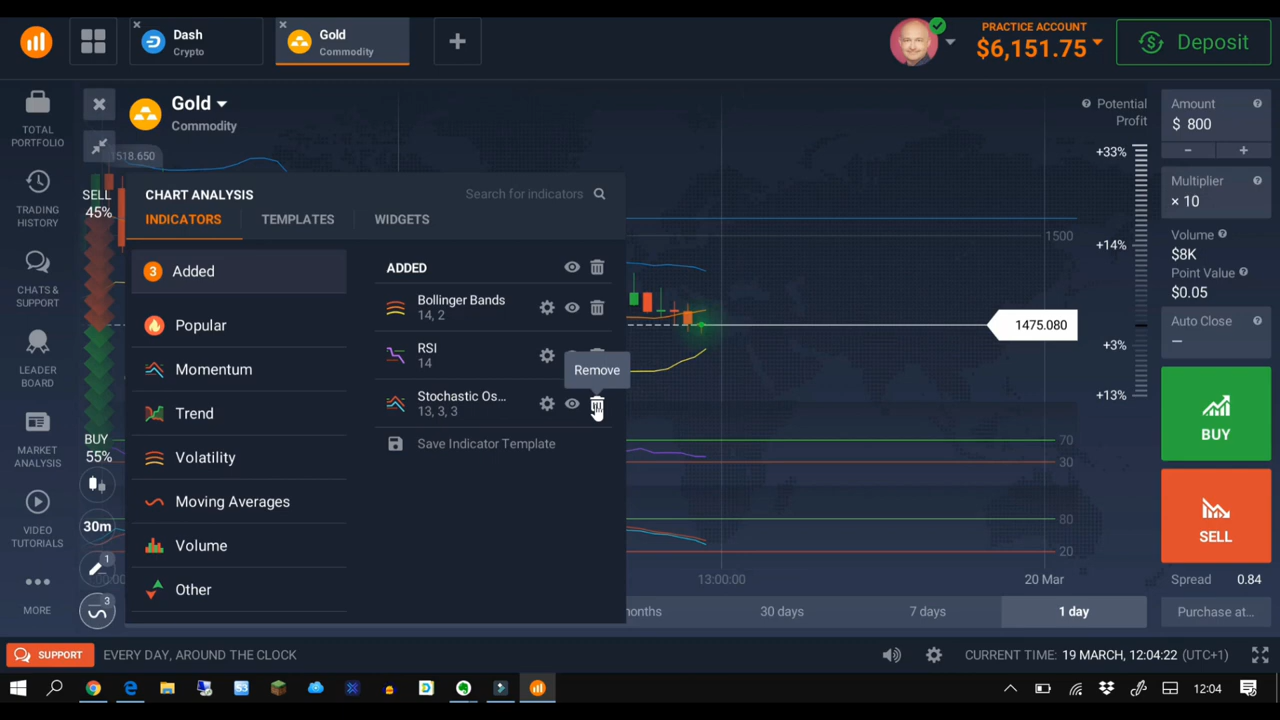 Dash
Crypto
Gold
Commodity
PRACTICE ACCOUNT
$6,151.75
Deposit
TOTAL
PORTFOLIO
TRADING
HISTORY
CHATS &
SUPPORT
LEADER
BOARD
MARKET
ANALYSIS
VIDEO
TUTORIALS
MORE
Gold
Commodity
1518.650
SELL
45%
BUY
55%
30m
1
3
CHART ANALYSIS
Search for indicators
INDICATORS
TEMPLATES
WIDGETS
3 Added
Popular
Momentum
Trend
Volatility
Moving Averages
Volume
Other
ADDED
Bollinger Bands
14, 2
RSI
14
Remove
Stochastic Os...
13, 3, 3
Save Indicator Template
1500
1475.080
70
30
80
20
13:00:00
20 Mar
months
30 days
7 days
1 day
Potential
Profit
+33%
+14%
+3%
+13%
Amount
$ 800
Multiplier
× 10
Volume
$8K
Point Value
$0.05
Auto Close
BUY
SELL
Spread 0.84
Purchase at...
SUPPORT
EVERY DAY, AROUND THE CLOCK
CURRENT TIME: 19 MARCH, 12:04:22 (UTC+1)
12:04